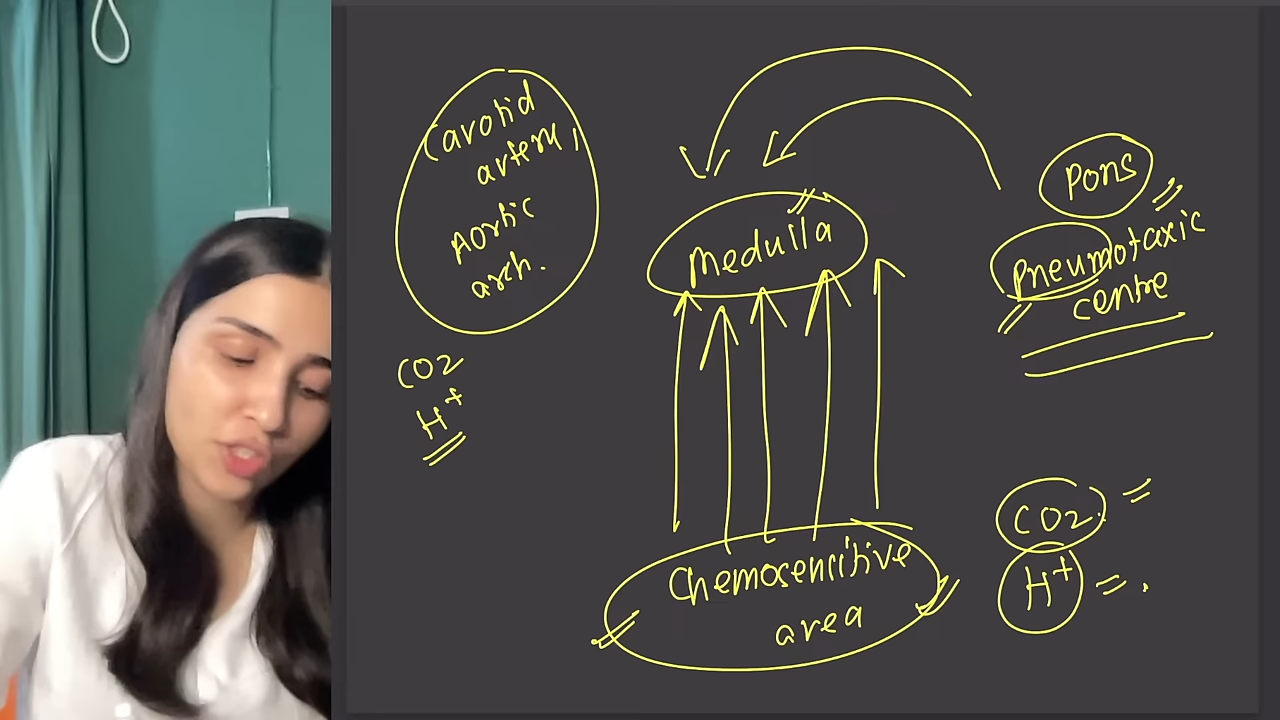 Carotid
artery,
Aortic
arch.
CO2
H+
Medulla
Pons
Pneumotaxic
centre
Chemosensitive
area
CO2
H+